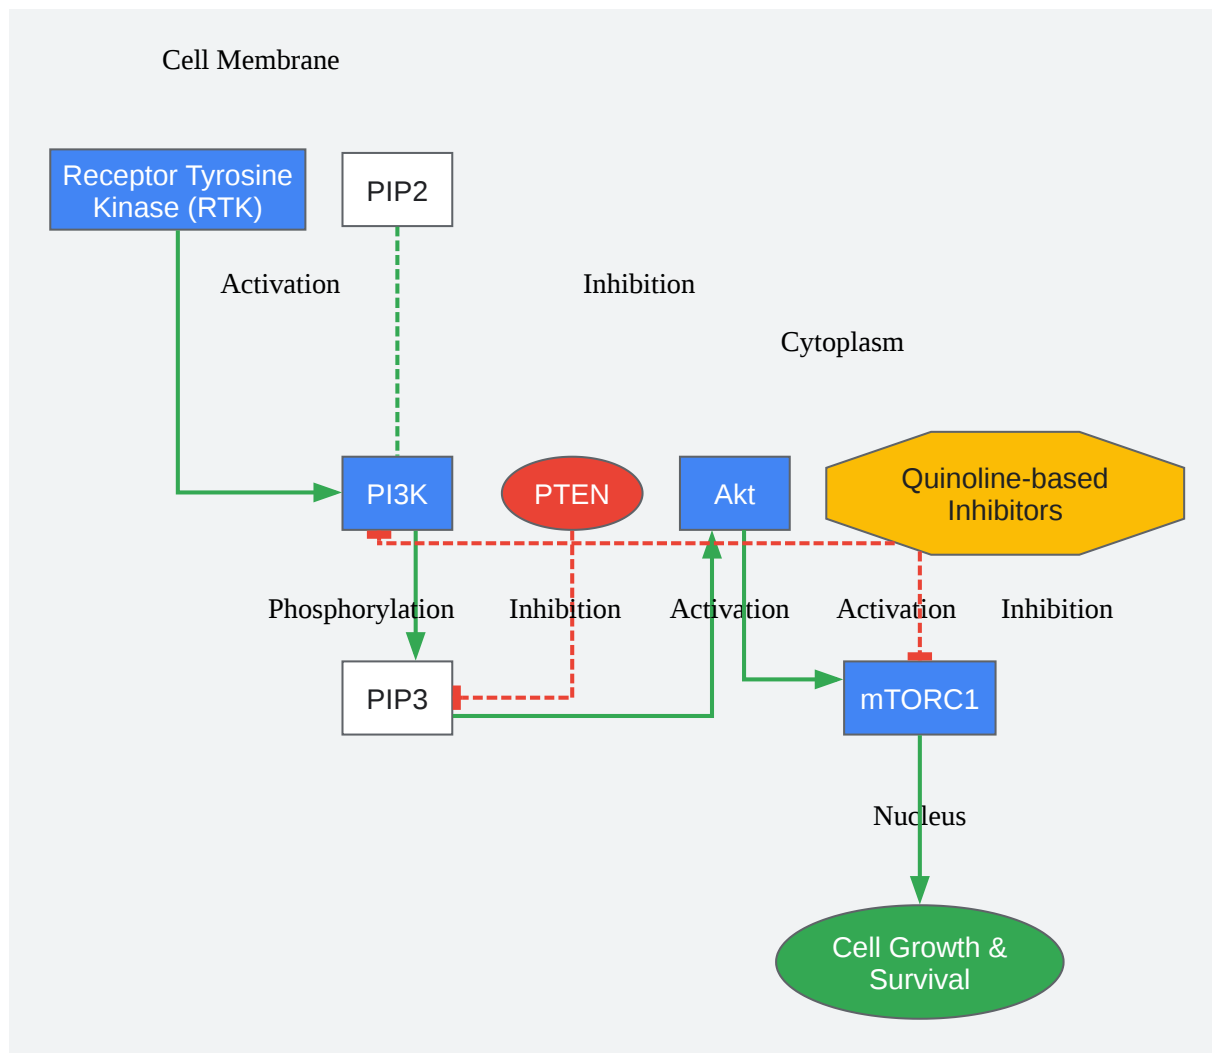 Cell Membrane
Receptor Tyrosine
Kinase (RTK)
PIP2
Activation
Inhibition
Cytoplasm
PI3K
PTEN
Akt
Quinoline-based
Inhibitors
Phosphorylation
Inhibition
Activation
Activation
Inhibition
PIP3
mTORC1
Nucleus
Cell Growth &
Survival